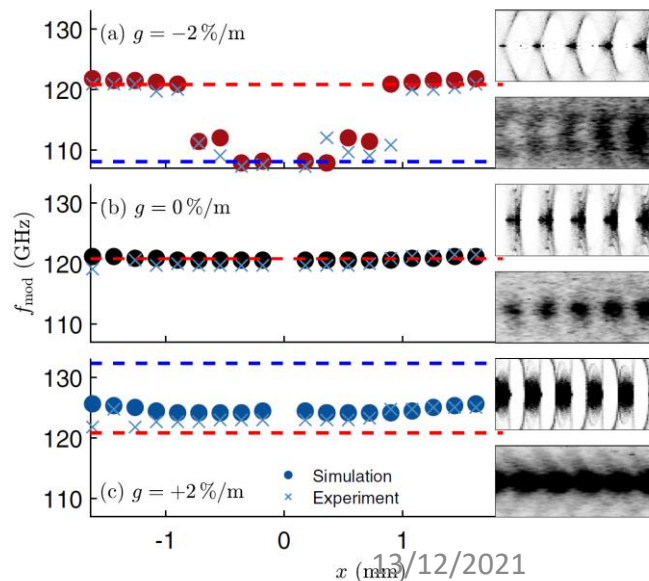 130
(a) g = −2 %/m
120
110
130
(b) g = 0 %/m
120
110
f_mod (GHz)
130
120
(c) g = +2 %/m
110
Simulation
Experiment
-1 0 1
x (mm)
13/12/2021